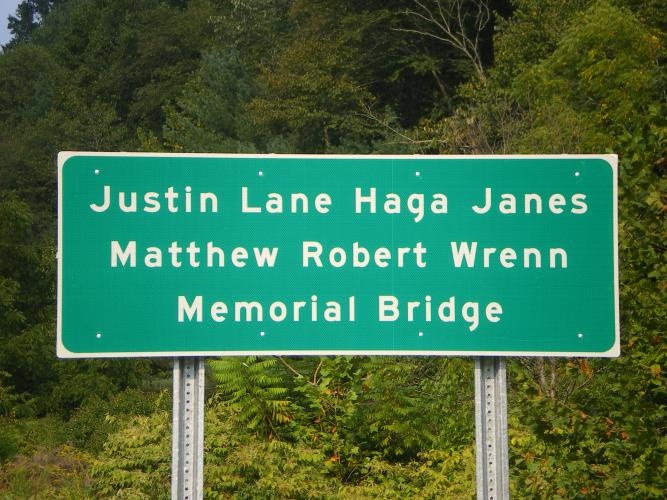 Justin Lane Haga Janes
Matthew Robert Wrenn
Memorial Bridge